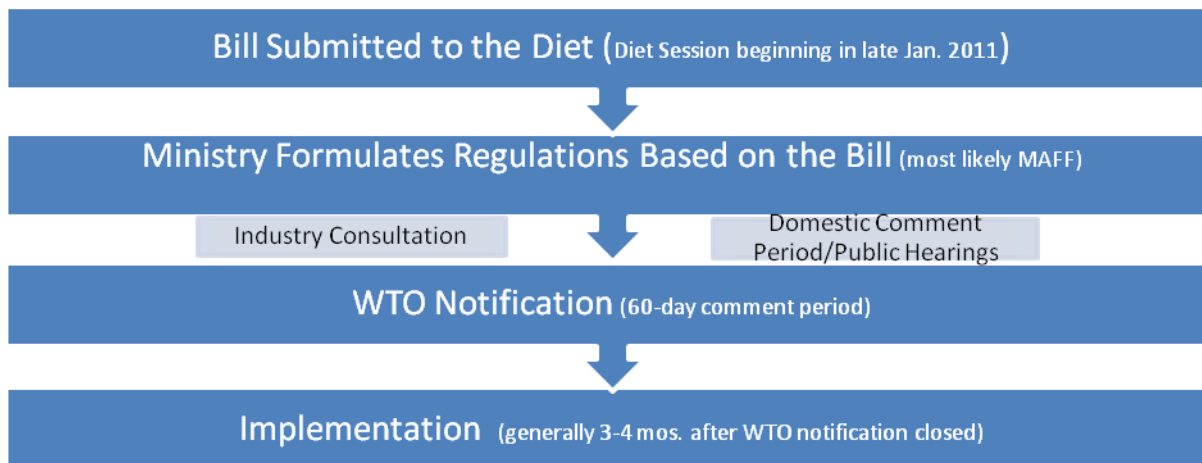 Bill Submitted to the Diet (Diet Session beginning in late Jan. 2011)
Ministry Formulates Regulations Based on the Bill (most likely MAFF)
Industry Consultation
Domestic Comment
Period/Public Hearings
WTO Notification (60-day comment period)
Implementation (generally 3-4 mos. after WTO notification closed)